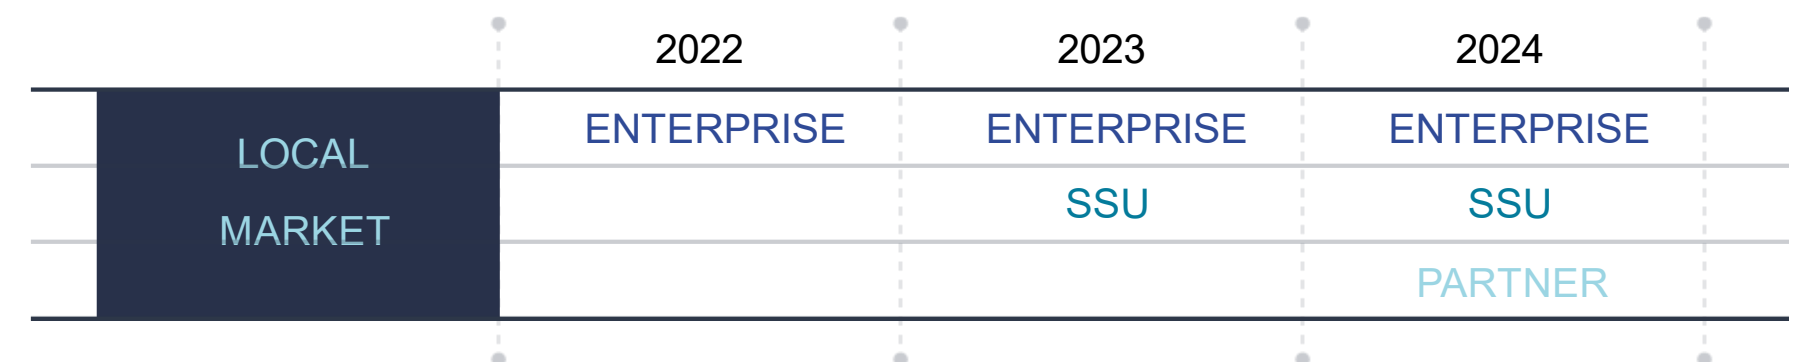 2022 2023 2024
LOCAL
MARKET
ENTERPRISE ENTERPRISE ENTERPRISE
SSU SSU
PARTNER